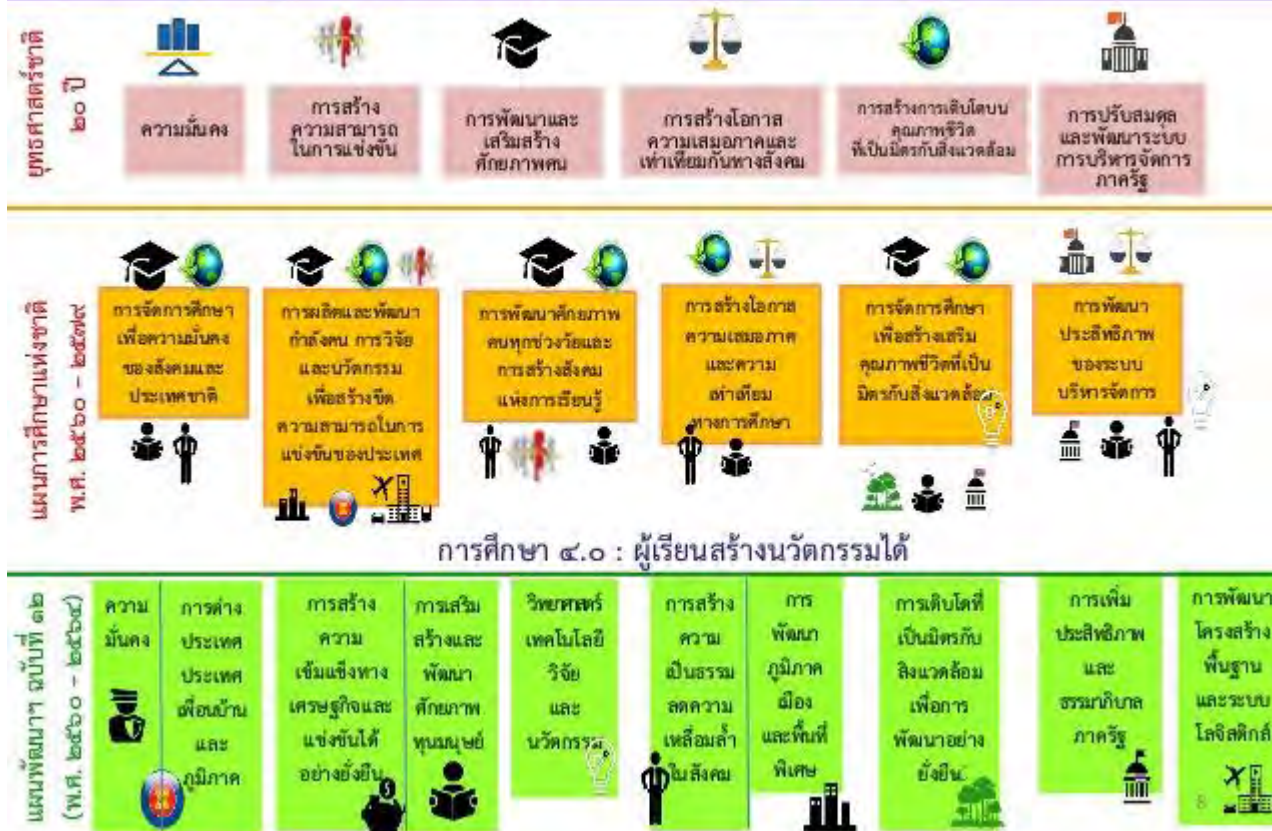 ยุทธศาสตร์ชาติ
๒๐ ปี
ความมั่นคง
การสร้าง
ความสามารถ
ในการแข่งขัน
การพัฒนาและ
เสริมสร้าง
ศักยภาพคน
การสร้างโอกาส
ความเสมอภาคและ
เท่าเทียมกันทางสังคม
การสร้างการเติบโตบน
คุณภาพชีวิต
ที่เป็นมิตรกับสิ่งแวดล้อม
การปรับสมดุล
และพัฒนาระบบ
การบริหารจัดการ
ภาครัฐ
แผนการศึกษาแห่งชาติ
พ.ศ. ๒๕๖๐ - ๒๕๗๙
การจัดการศึกษา
เพื่อความมั่นคง
ของสังคมและ
ประเทศชาติ
การผลิตและพัฒนา
กำลังคน การวิจัย
และนวัตกรรม
เพื่อสร้างขีด
ความสามารถในการ
แข่งขันของประเทศ
การพัฒนาศักยภาพ
คนทุกช่วงวัยและ
การสร้างสังคม
แห่งการเรียนรู้
การสร้างโอกาส
ความเสมอภาค
และความ
เท่าเทียม
ทางการศึกษา
การจัดการศึกษา
เพื่อสร้างเสริม
คุณภาพชีวิตที่เป็น
มิตรกับสิ่งแวดล้อม
การพัฒนา
ประสิทธิภาพ
ของระบบ
บริหารจัดการ
การศึกษา ๔.๐ : ผู้เรียนสร้างนวัตกรรมได้
แผนพัฒนาฯ ฉบับที่ ๑๒
(พ.ศ. ๒๕๖๐ - ๒๕๖๔)
ความ
มั่นคง
การต่าง
ประเทศ
ประเทศ
เพื่อนบ้าน
และ
ภูมิภาค
การสร้าง
ความ
เข้มแข็งทาง
เศรษฐกิจและ
แข่งขันได้
อย่างยั่งยืน
การเสริม
สร้างและ
พัฒนา
ศักยภาพ
ทุนมนุษย์
วิทยาศาสตร์
เทคโนโลยี
วิจัย
และ
นวัตกรรม
การสร้าง
ความ
เป็นธรรม
ลดความ
เหลื่อมล้ำ
ในสังคม
การ
พัฒนา
ภูมิภาค
เมือง
และพื้นที่
พิเศษ
การเติบโตที่
เป็นมิตรกับ
สิ่งแวดล้อม
เพื่อการ
พัฒนาอย่าง
ยั่งยืน
การเพิ่ม
ประสิทธิภาพ
และ
ธรรมาภิบาล
ภาครัฐ
การพัฒนา
โครงสร้าง
พื้นฐาน
และระบบ
โลจิสติกส์
8